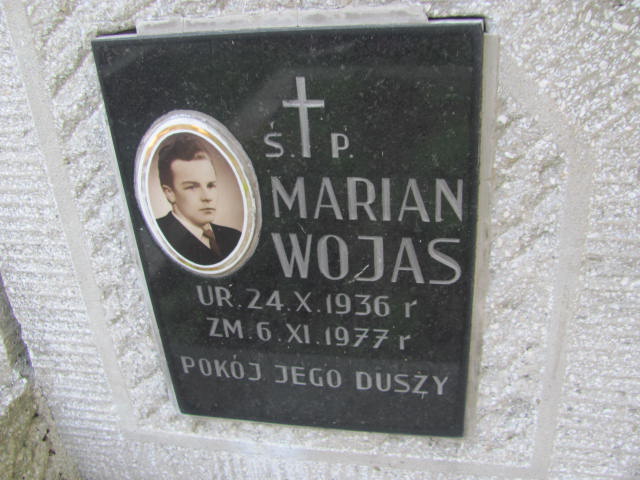 Ś. P.
MARIAN
WOJAS
UR. 24. X. 1936 r
ZM. 6. XI. 1977 r
POKÓJ JEGO DUSZY